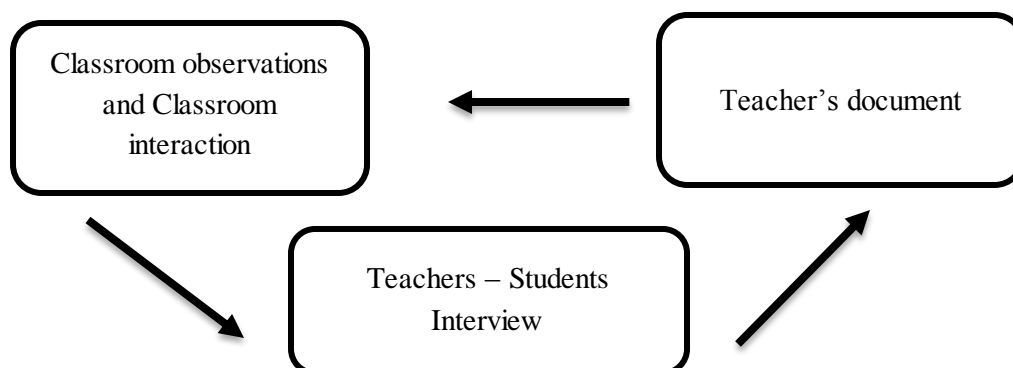 Classroom observations
and Classroom
interaction
Teacher’s document
Teachers – Students
Interview